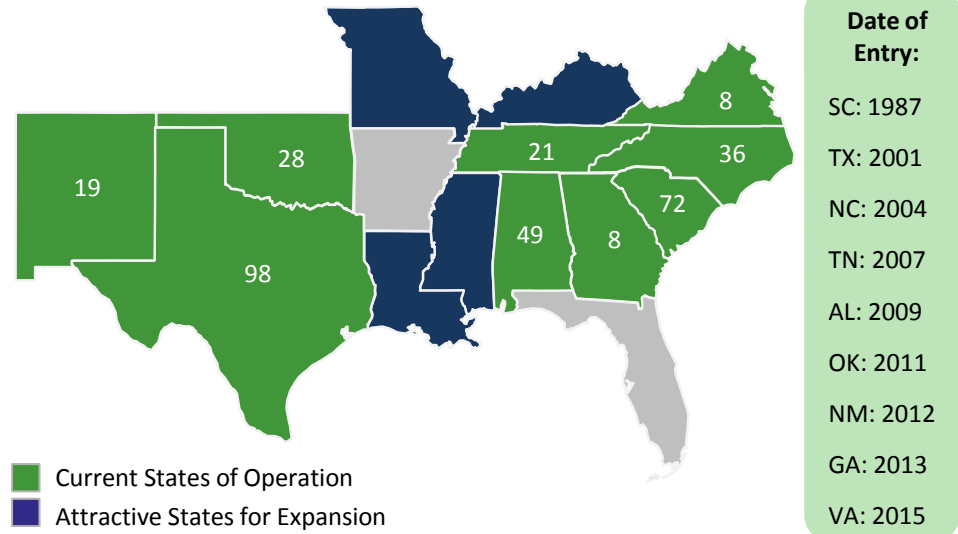 8
21
36
28
19
72
49
8
98
Current States of Operation
Attractive States for Expansion
Date of
Entry:
SC: 1987
TX: 2001
NC: 2004
TN: 2007
AL: 2009
OK: 2011
NM: 2012
GA: 2013
VA: 2015